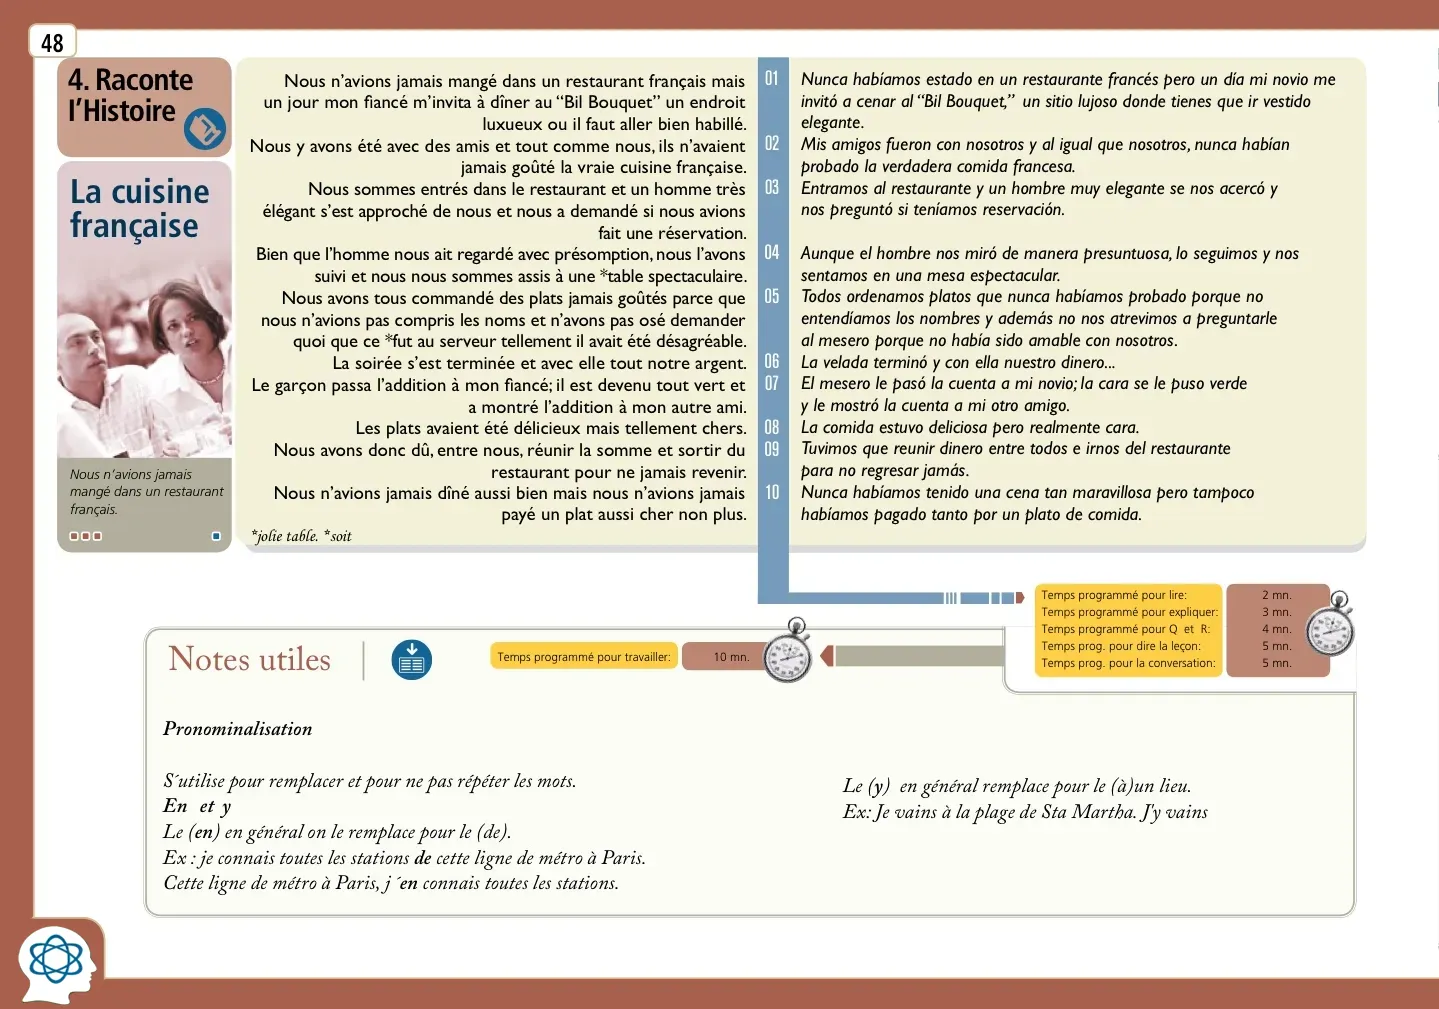 48
4. Raconte
l’Histoire
La cuisine
française
Nous n’avions jamais
mangé dans un restaurant
français.
Nous n’avions jamais mangé dans un restaurant français mais
un jour mon fiancé m’invita à dîner au “Bil Bouquet” un endroit
luxueux ou il faut aller bien habillé.
Nous y avons été avec des amis et tout comme nous, ils n’avaient
jamais goûté la vraie cuisine française.
Nous sommes entrés dans le restaurant et un homme très
élégant s’est approché de nous et nous a demandé si nous avions
fait une réservation.
Bien que l’homme nous ait regardé avec présomption, nous l’avons
suivi et nous nous sommes assis à une *table spectaculaire.
Nous avons tous commandé des plats jamais goûtés parce que
nous n’avions pas compris les noms et n’avons pas osé demander
quoi que ce *fut au serveur tellement il avait été désagréable.
La soirée s’est terminée et avec elle tout notre argent.
Le garçon passa l’addition à mon fiancé; il est devenu tout vert et
a montré l’addition à mon autre ami.
Les plats avaient été délicieux mais tellement chers.
Nous avons donc dû, entre nous, réunir la somme et sortir du
restaurant pour ne jamais revenir.
Nous n’avions jamais dîné aussi bien mais nous n’avions jamais
payé un plat aussi cher non plus.
*jolie table. *soit
01 Nunca habíamos estado en un restaurante francés pero un día mi novio me
invitó a cenar al “Bil Bouquet,” un sitio lujoso donde tienes que ir vestido
elegante.
02 Mis amigos fueron con nosotros y al igual que nosotros, nunca habían
probado la verdadera comida francesa.
03 Entramos al restaurante y un hombre muy elegante se nos acercó y
nos preguntó si teníamos reservación.
04 Aunque el hombre nos miró de manera presuntuosa, lo seguimos y nos
sentamos en una mesa espectacular.
05 Todos ordenamos platos que nunca habíamos probado porque no
entendíamos los nombres y además no nos atrevimos a preguntarle
al mesero porque no había sido amable con nosotros.
06 La velada terminó y con ella nuestro dinero...
07 El mesero le pasó la cuenta a mi novio; la cara se le puso verde
y le mostró la cuenta a mi otro amigo.
08 La comida estuvo deliciosa pero realmente cara.
09 Tuvimos que reunir dinero entre todos e irnos del restaurante
para no regresar jamás.
10 Nunca habíamos tenido una cena tan maravillosa pero tampoco
habíamos pagado tanto por un plato de comida.
Temps programmé pour lire: 2 mn.
Temps programmé pour expliquer: 3 mn.
Temps programmé pour Q et R: 4 mn.
Temps prog. pour dire la leçon: 5 mn.
Temps prog. pour la conversation: 5 mn.
Notes utiles
Temps programmé pour travailler: 10 mn.
Pronominalisation
S´utilise pour remplacer et pour ne pas répéter les mots.
En et y
Le (en) en général on le remplace pour le (de).
Ex : je connais toutes les stations de cette ligne de métro à Paris.
Cette ligne de métro à Paris, j ´en connais toutes les stations.
Le (y) en général remplace pour le (à)un lieu.
Ex: Je vains à la plage de Sta Martha. J'y vains